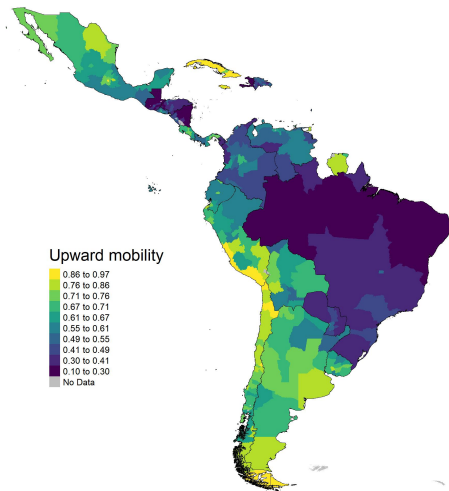 Upward mobility
0.86 to 0.97
0.76 to 0.86
0.71 to 0.76
0.67 to 0.71
0.61 to 0.67
0.55 to 0.61
0.49 to 0.55
0.41 to 0.49
0.30 to 0.41
0.10 to 0.30
No Data